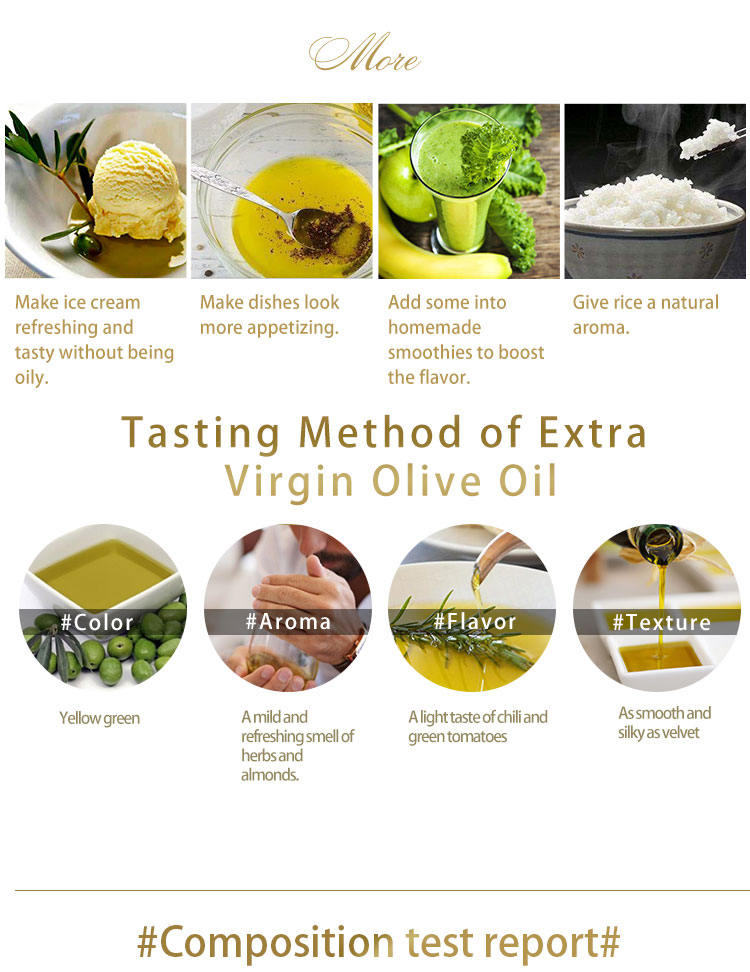 More
Make ice cream
refreshing and
tasty without being
oily.
Make dishes look
more appetizing.
Add some into
homemade
smoothies to boost
the flavor.
Give rice a natural
aroma.
Tasting Method of Extra
Virgin Olive Oil
#Color
#Aroma
#Flavor
#Texture
Yellow green
A mild and
refreshing smell of
herbs and
almonds.
A light taste of chili and
green tomatoes
As smooth and
silky as velvet
#Composition test report#